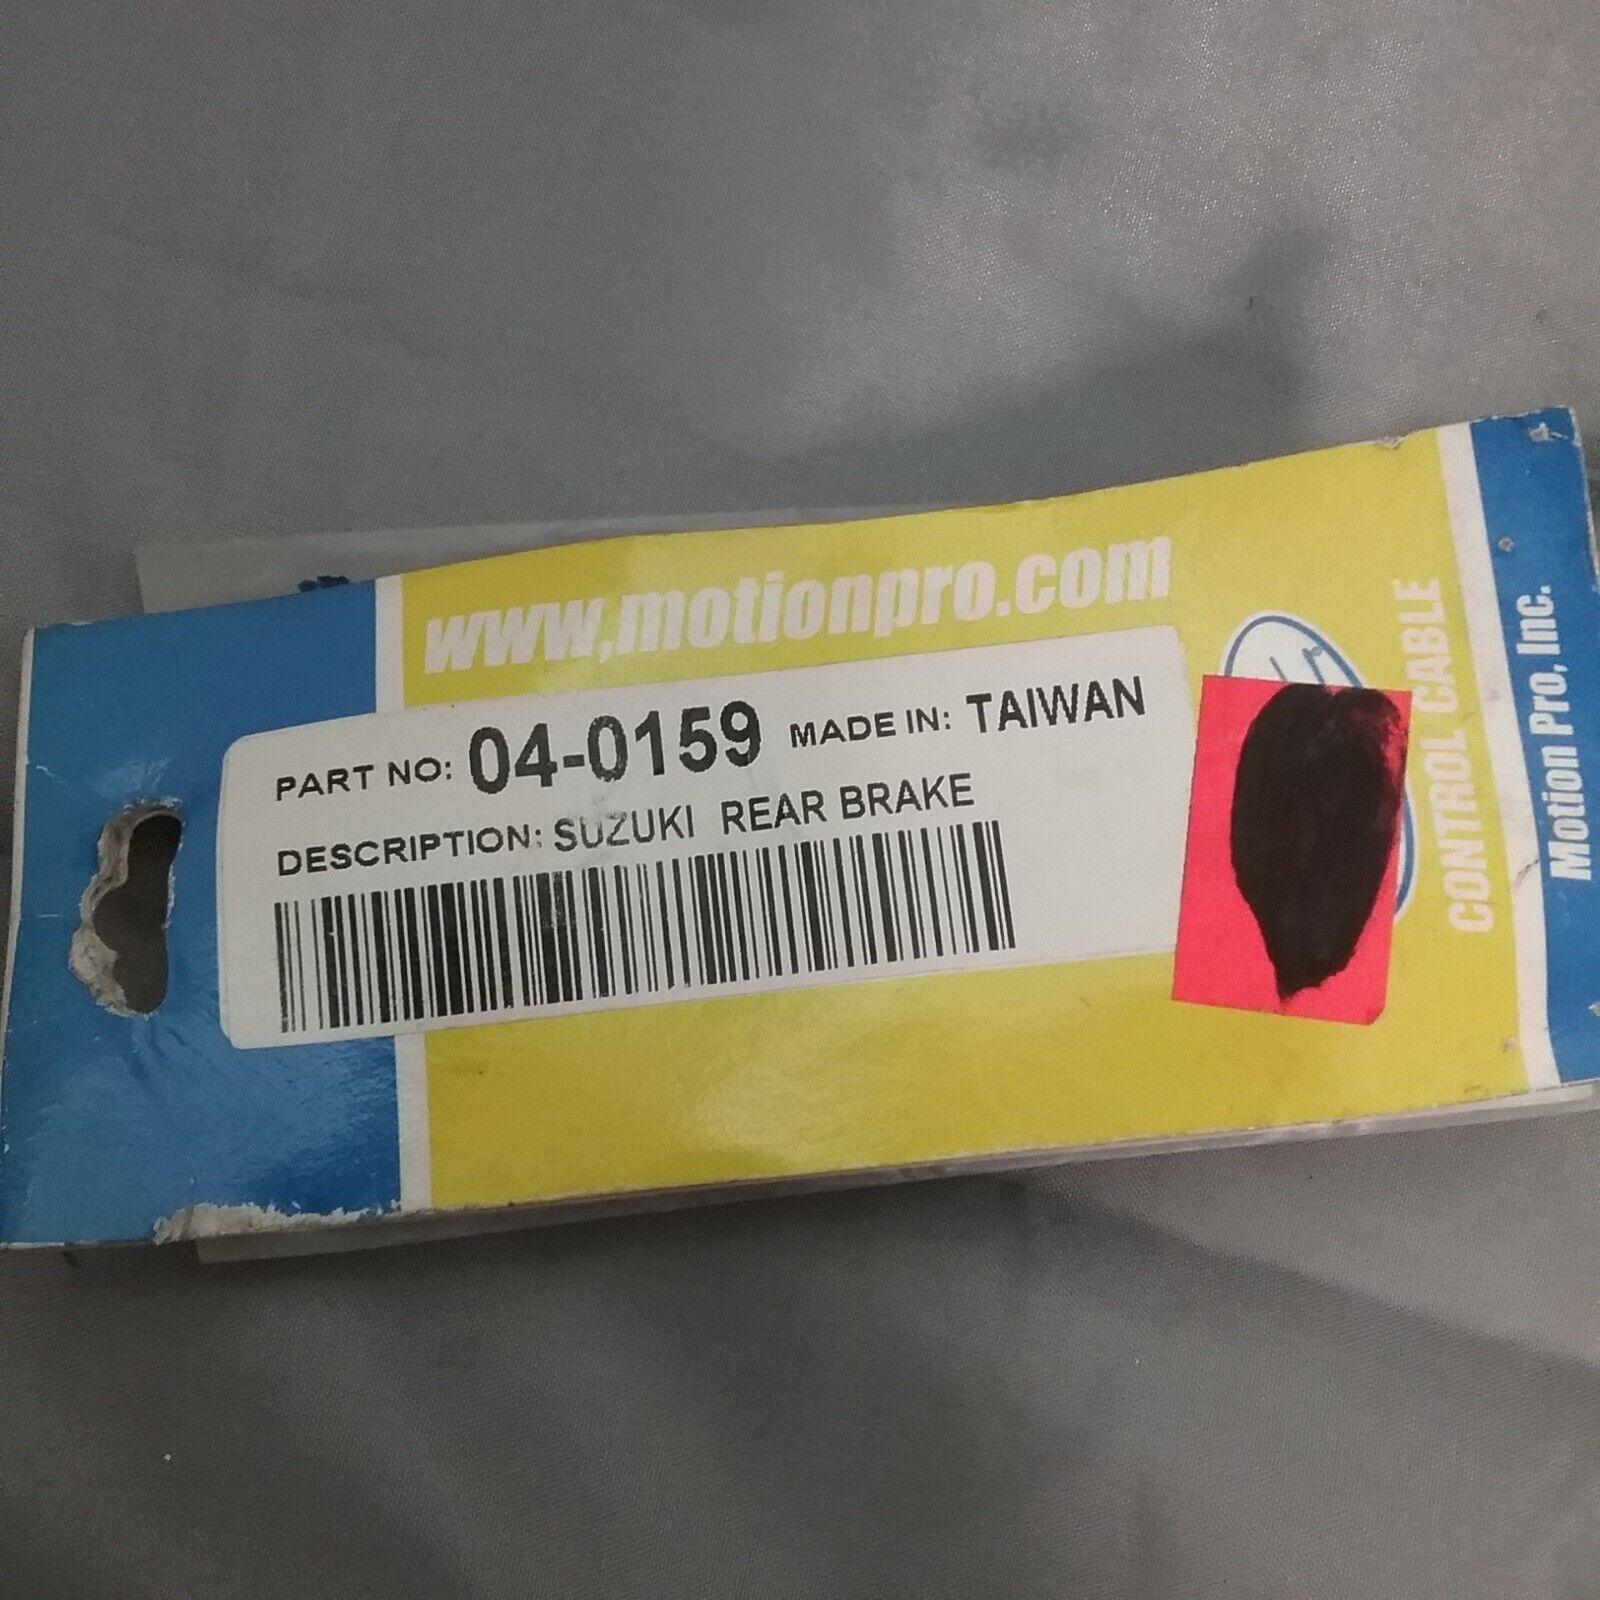 www.motionpro.com
PART NO: 04-0159 MADE IN: TAIWAN
DESCRIPTION: SUZUKI REAR BRAKE
CONTROL CABLE
Motion Pro, Inc.